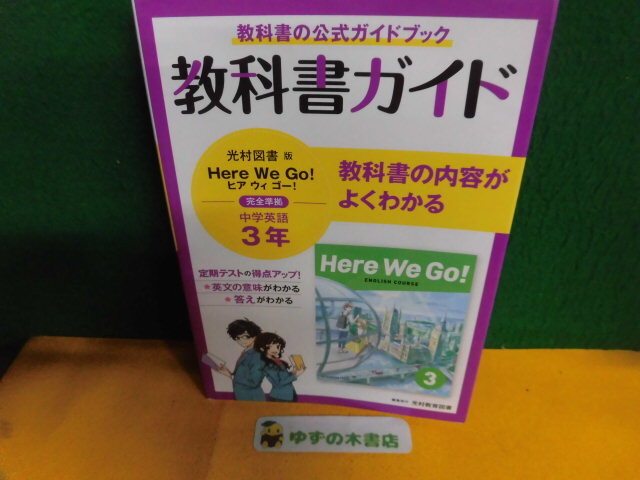 教科書の公式ガイドブック
教科書ガイド
光村図書 版
Here We Go!
ヒア ウィ ゴー!
完全準拠
中学英語
3年
教科書の内容が
よくわかる
定期テストの得点アップ!
★英文の意味がわかる
★答えがわかる
Here We Go!
ENGLISH COURSE
3
光村教育図書
ゆずの木書店